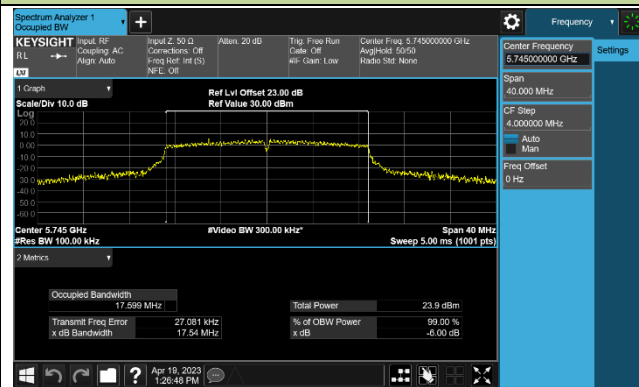 Spectrum Analyzer 1
Occupied BW
+
Frequency
KEYSIGHT
RL
LXI
Input: RF
Coupling: AC
Align: Auto
Input Z: 50 Ω
Corrections: Off
Freq Ref: Int (S)
NFE: Off
Atten: 20 dB
Trig: Free Run
Gate: Off
#IF Gain: Low
Center Freq: 5.745000000 GHz
Avg|Hold: 50/50
Radio Std: None
Center Frequency
5.745000000 GHz
Settings
Span
40.000 MHz
CF Step
4.000000 MHz
Auto
Man
Freq Offset
0 Hz
1 Graph
Scale/Div 10.0 dB
Ref Lvl Offset 23.00 dB
Ref Value 30.00 dBm
Log
20.0
10.0
0.00
-10.0
-20.0
-30.0
-40.0
-50.0
-60.0
Center 5.745 GHz
#Res BW 100.00 kHz
#Video BW 300.00 kHz*
Span 40 MHz
Sweep 5.00 ms (1001 pts)
2 Metrics
Occupied Bandwidth
17.599 MHz
Total Power 23.9 dBm
Transmit Freq Error 27.081 kHz
% of OBW Power 99.00 %
x dB Bandwidth 17.54 MHz
x dB -6.00 dB
?
Apr 19, 2023
1:26:48 PM